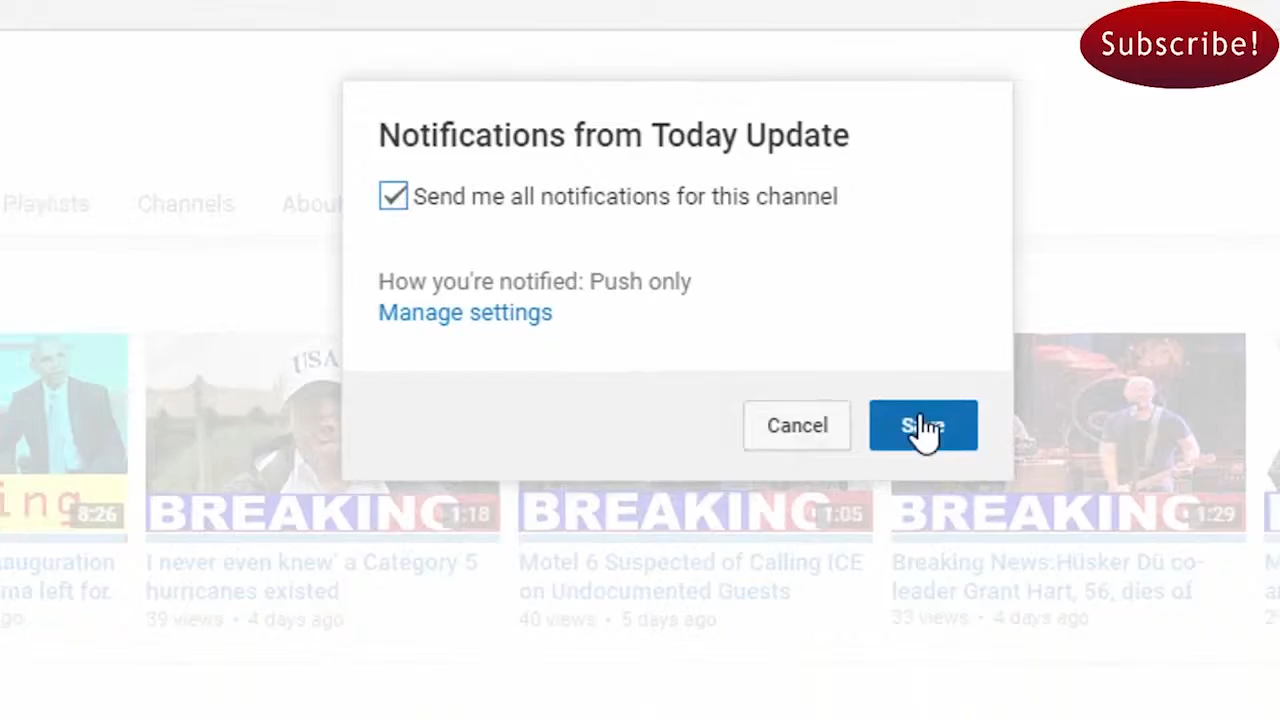 Subscribe!
Notifications from Today Update
Send me all notifications for this channel
Playlists Channels About
How you're notified: Push only
Manage settings
Cancel Save
USA
ing 8:26 BREAKING 1:18 BREAKING 1:05 BREAKING 1:29
I never even knew' a Category 5 Motel 6 Suspected of Calling ICE Breaking News:Hüsker Dü co-
hurricanes existed on Undocumented Guests leader Grant Hart, 56, dies of
ago 39 views • 4 days ago 40 views • 5 days ago 33 views • 4 days ago